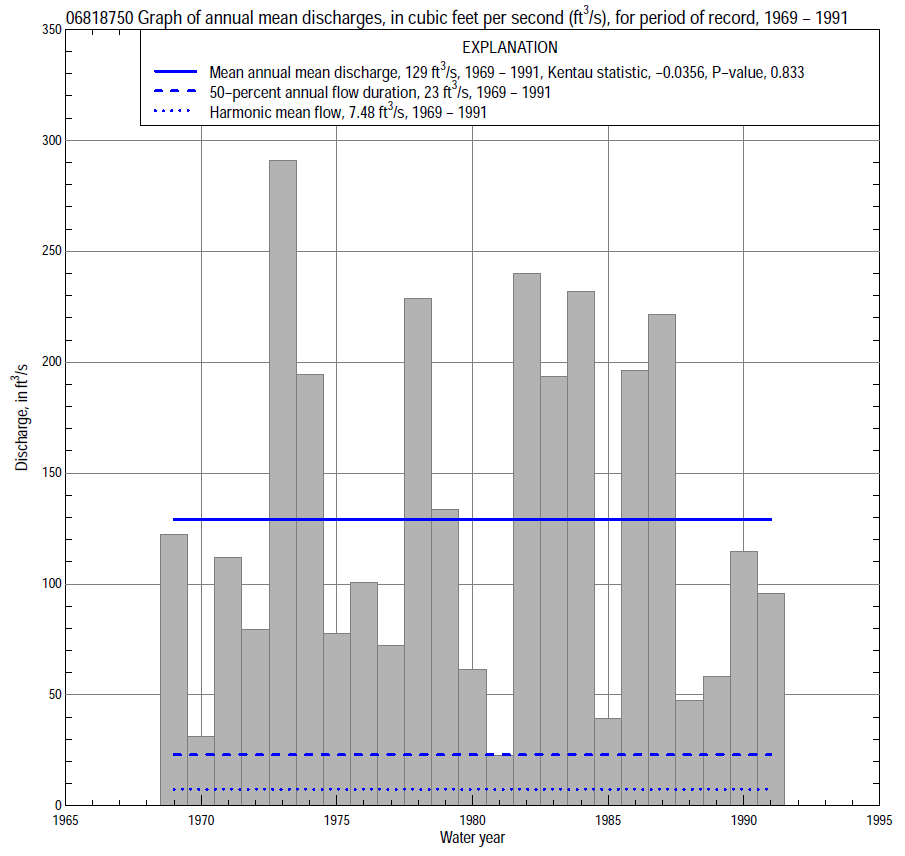 06818750 Graph of annual mean discharges, in cubic feet per second (ft³/s), for period of record, 1969 – 1991
EXPLANATION
Mean annual mean discharge, 129 ft³/s, 1969 – 1991, Kentau statistic, –0.0356, P–value, 0.833
50–percent annual flow duration, 23 ft³/s, 1969 – 1991
Harmonic mean flow, 7.48 ft³/s, 1969 – 1991
350
300
250
200
150
100
50
0
Discharge, in ft³/s
1965 1970 1975 1980 1985 1990 1995
Water year